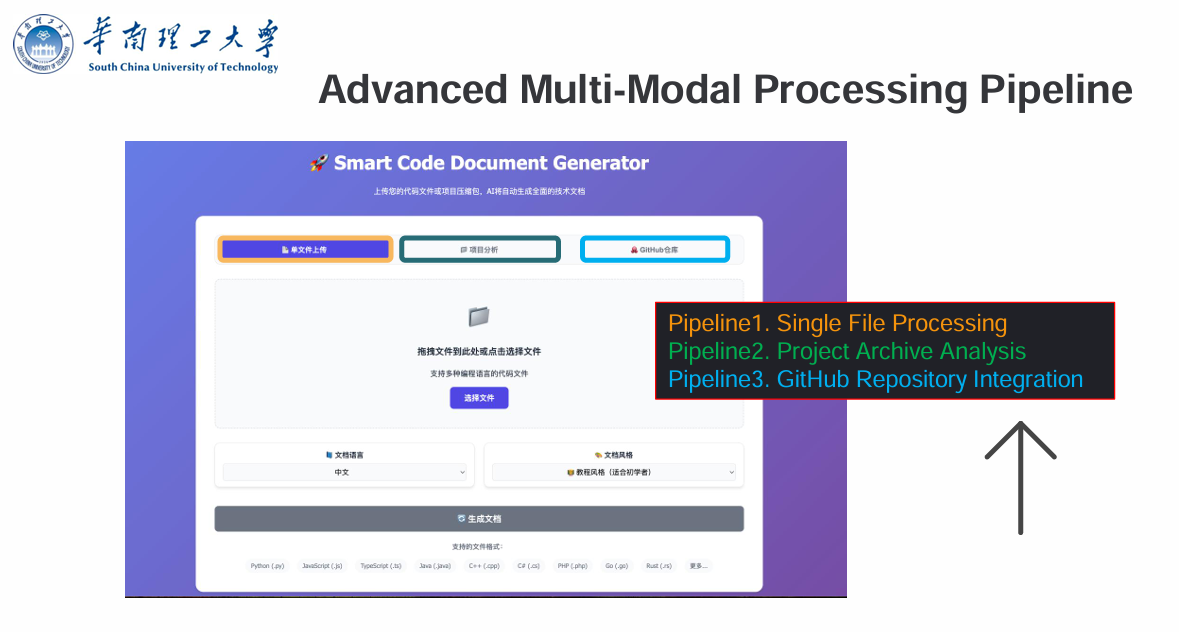 华南理工大学
South China University of Technology
Advanced Multi-Modal Processing Pipeline
🚀 Smart Code Document Generator
上传您的代码文件或项目压缩包，AI将自动生成全面的技术文档
单文件上传
项目分析
GitHub仓库
拖拽文件到此处或点击选择文件
支持多种编程语言的代码文件
选择文件
Pipeline1. Single File Processing
Pipeline2. Project Archive Analysis
Pipeline3. GitHub Repository Integration
文档语言
中文
文档风格
教程风格（适合初学者）
生成文档
支持的文件格式：
Python (.py) JavaScript (.js) TypeScript (.ts) Java (.java) C++ (.cpp) C# (.cs) PHP (.php) Go (.go) Rust (.rs) 更多...